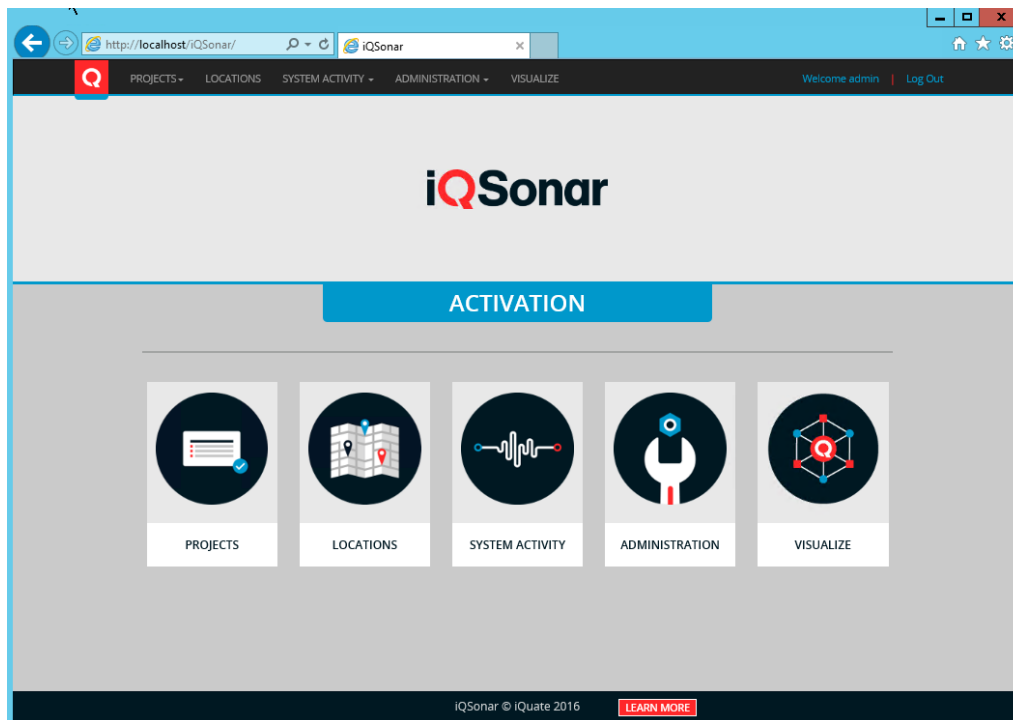 http://localhost/iQSonar/
iQSonar
PROJECTS LOCATIONS SYSTEM ACTIVITY ADMINISTRATION VISUALIZE Welcome admin | Log Out
iQSonar
ACTIVATION
PROJECTS LOCATIONS SYSTEM ACTIVITY ADMINISTRATION VISUALIZE
iQSonar © iQuate 2016 LEARN MORE